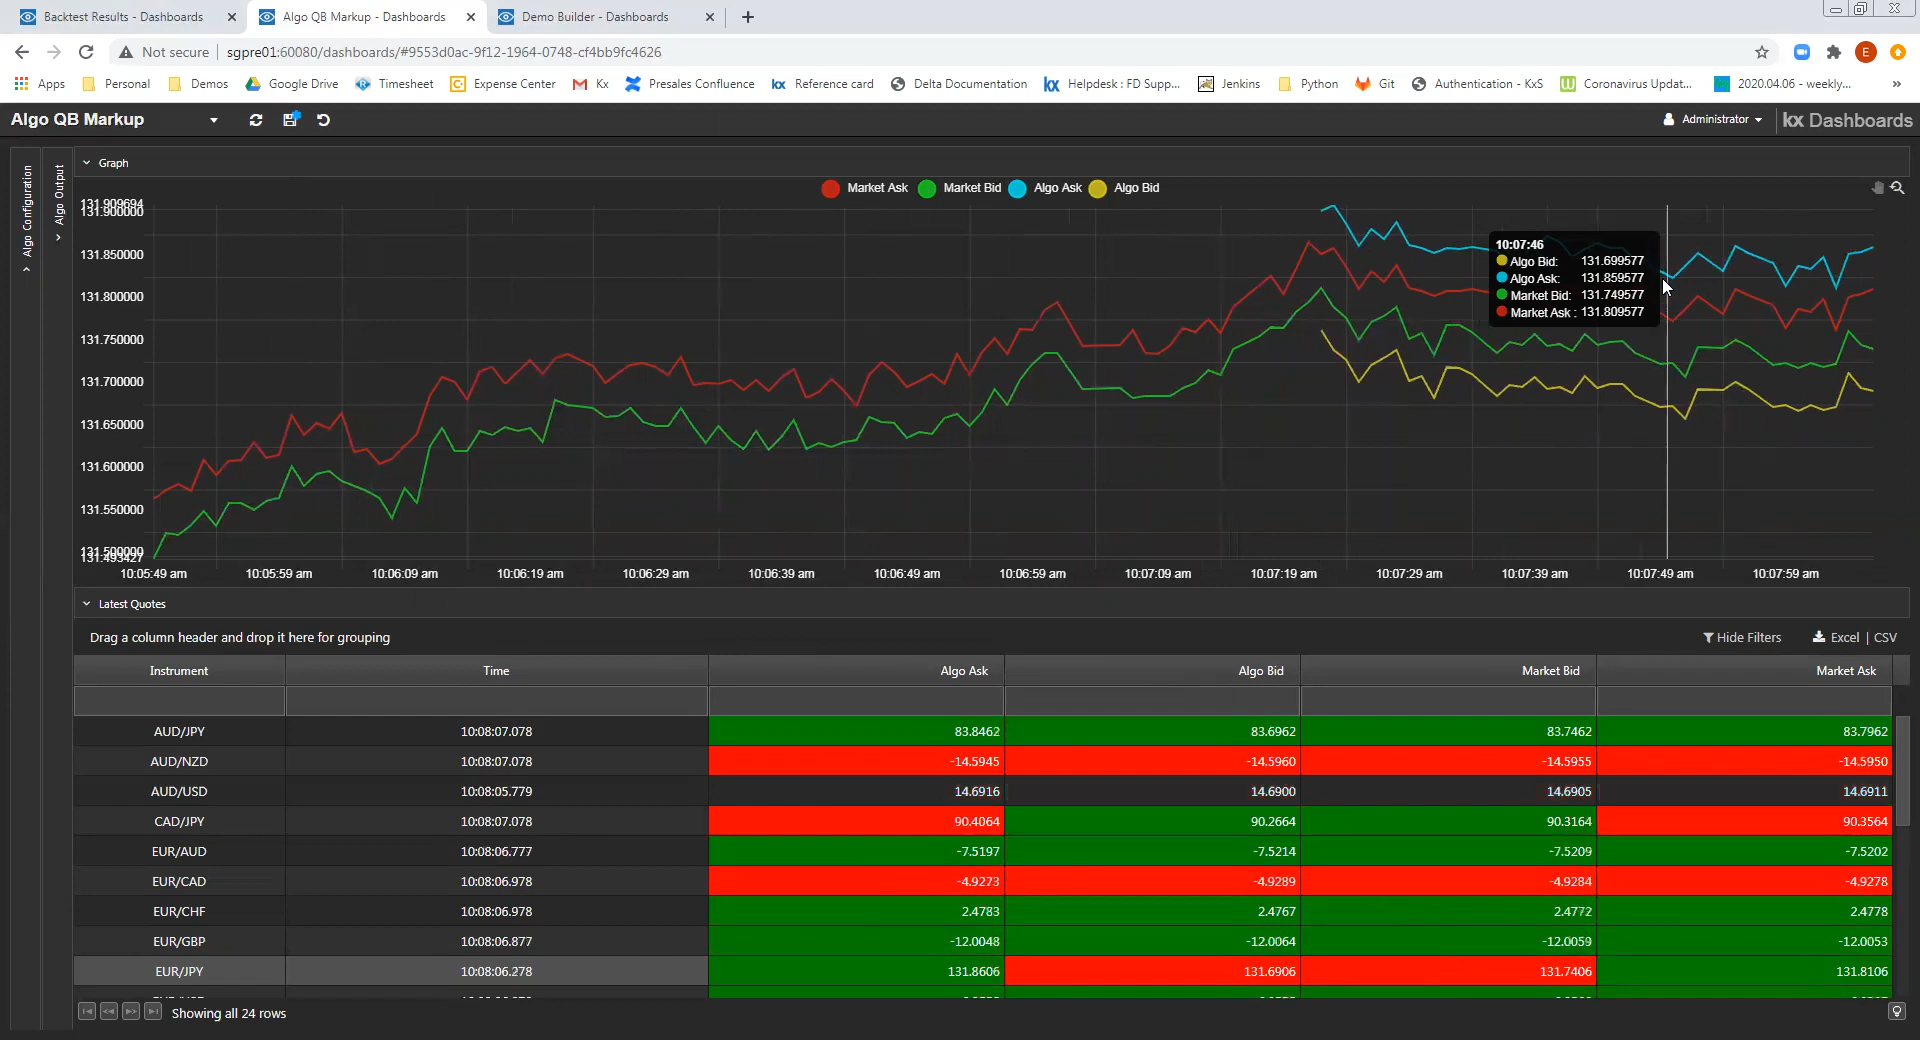 Backtest Results - Dashboards
Algo QB Markup - Dashboards
Demo Builder - Dashboards
Not secure | sgpre01:60080/dashboards/#9553d0ac-9f12-1964-0748-cf4bb9fc4626
E
Apps Personal Demos Google Drive Timesheet Expense Center Kx Presales Confluence kx Reference card Delta Documentation kx Helpdesk : FD Supp... Jenkins Python Git Authentication - KxS Coronavirus Updat... 2020.04.06 - weekly... »
Algo QB Markup
Administrator
kx Dashboards
Algo Configuration
Algo Output
Graph
Market Ask Market Bid Algo Ask Algo Bid
131.909694
131.900000
131.850000
131.800000
131.750000
131.700000
131.650000
131.600000
131.550000
131.500000
131.493427
10:07:46
Algo Bid: 131.699577
Algo Ask: 131.859577
Market Bid: 131.749577
Market Ask : 131.809577
10:05:49 am 10:05:59 am 10:06:09 am 10:06:19 am 10:06:29 am 10:06:39 am 10:06:49 am 10:06:59 am 10:07:09 am 10:07:19 am 10:07:29 am 10:07:39 am 10:07:49 am 10:07:59 am
Latest Quotes
Drag a column header and drop it here for grouping
Hide Filters Excel | CSV
Instrument Time Algo Ask Algo Bid Market Bid Market Ask
AUD/JPY 10:08:07.078 83.8462 83.6962 83.7462 83.7962
AUD/NZD 10:08:07.078 -14.5945 -14.5960 -14.5955 -14.5950
AUD/USD 10:08:05.779 14.6916 14.6900 14.6905 14.6911
CAD/JPY 10:08:07.078 90.4064 90.2664 90.3164 90.3564
EUR/AUD 10:08:06.777 -7.5197 -7.5214 -7.5209 -7.5202
EUR/CAD 10:08:06.978 -4.9273 -4.9289 -4.9284 -4.9278
EUR/CHF 10:08:06.978 2.4783 2.4767 2.4772 2.4778
EUR/GBP 10:08:06.877 -12.0048 -12.0064 -12.0059 -12.0053
EUR/JPY 10:08:06.278 131.8606 131.6906 131.7406 131.8106
Showing all 24 rows